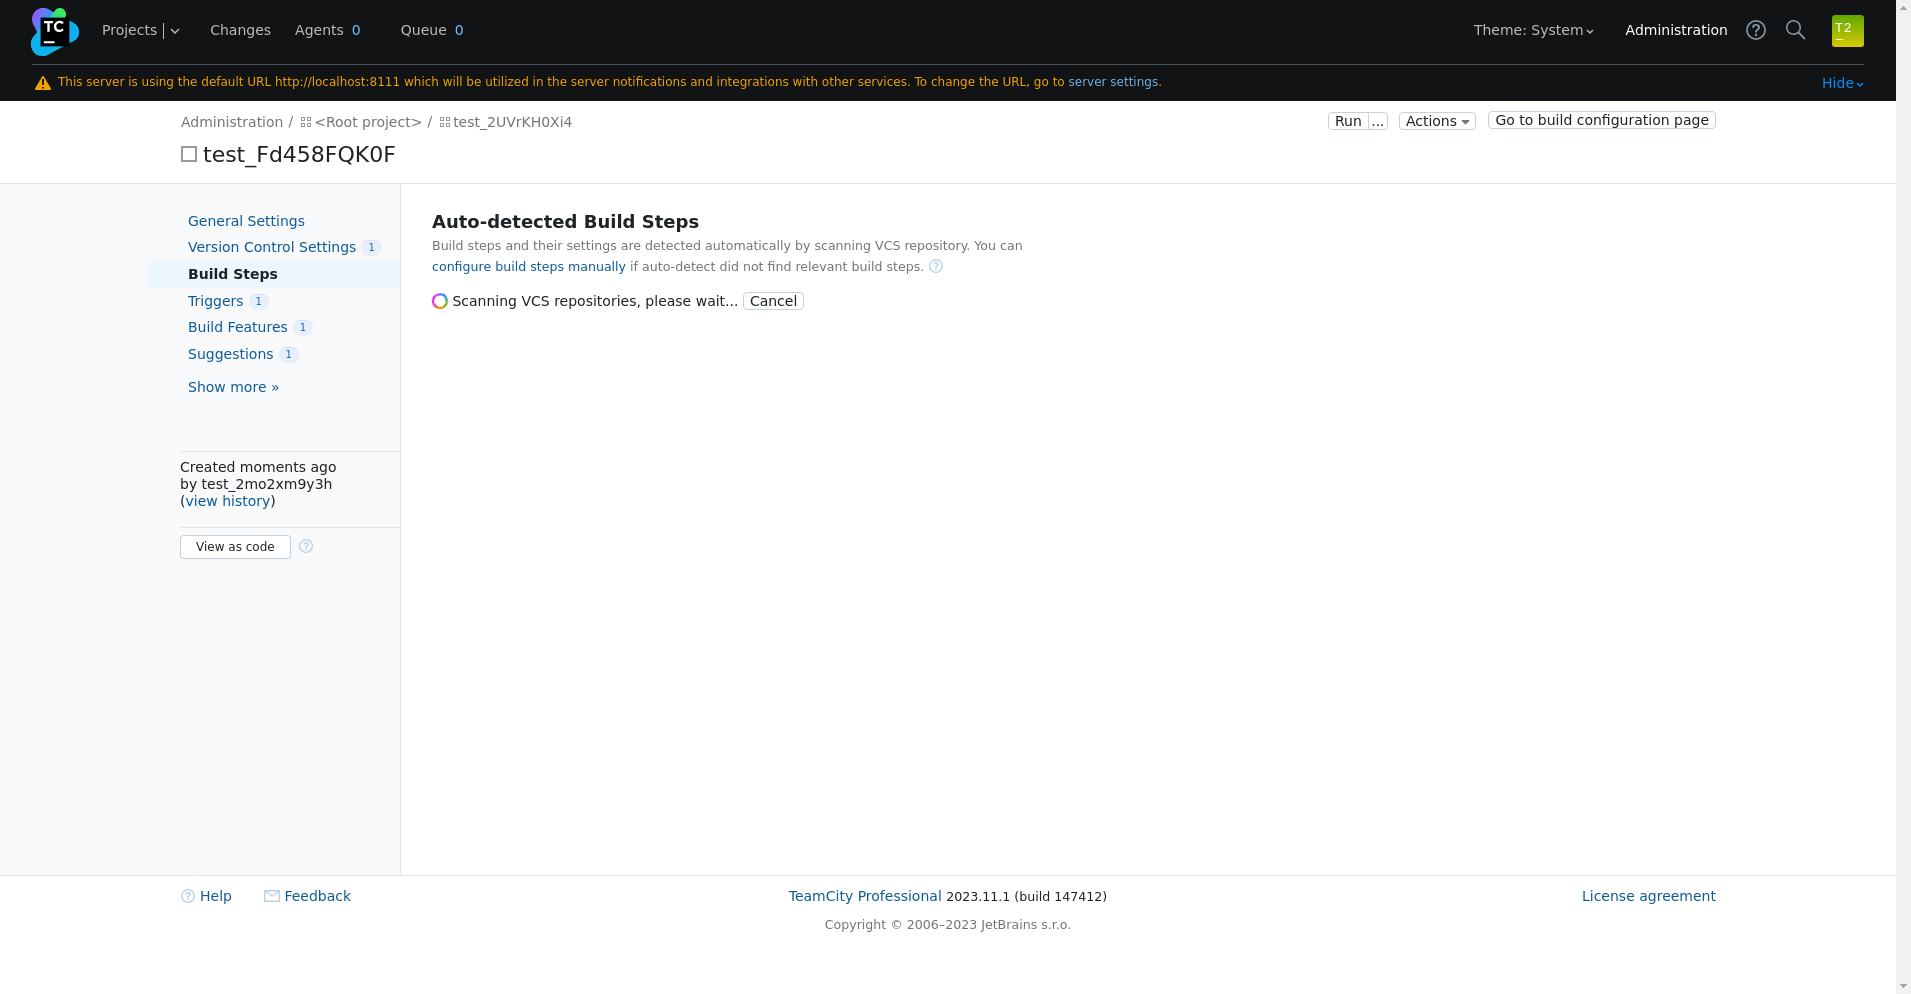 TC
Projects
Changes
Agents 0
Queue 0
Theme: System
Administration
T2
This server is using the default URL http://localhost:8111 which will be utilized in the server notifications and integrations with other services. To change the URL, go to server settings.
Hide
Administration / <Root project> / test_2UVrKH0Xi4
Run ...
Actions
Go to build configuration page
test_Fd458FQK0F
General Settings
Version Control Settings 1
Build Steps
Triggers 1
Build Features 1
Suggestions 1
Show more »
Created moments ago
by test_2mo2xm9y3h
(view history)
View as code ?
Auto-detected Build Steps
Build steps and their settings are detected automatically by scanning VCS repository. You can
configure build steps manually if auto-detect did not find relevant build steps. ?
Scanning VCS repositories, please wait... Cancel
? Help
Feedback
TeamCity Professional 2023.11.1 (build 147412)
License agreement
Copyright © 2006–2023 JetBrains s.r.o.